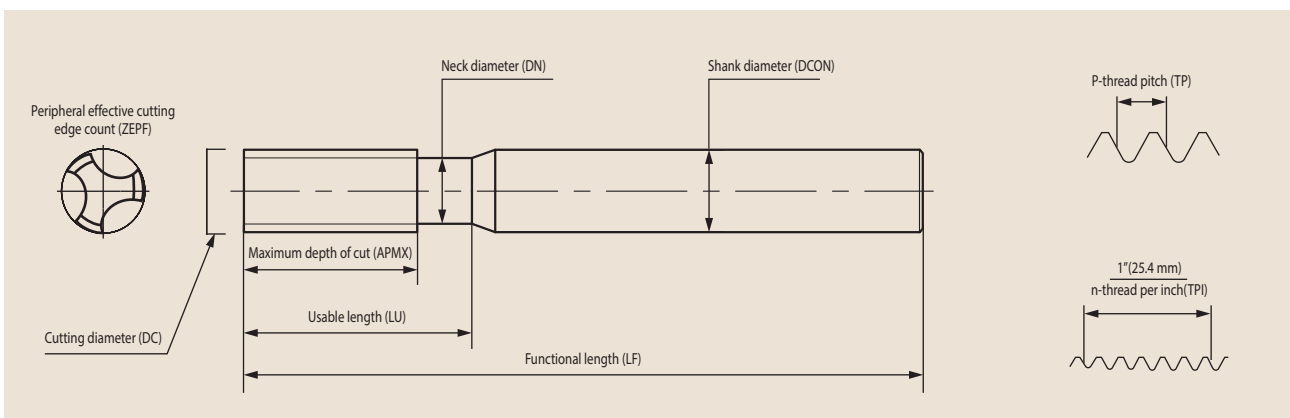 Neck diameter (DN)
Shank diameter (DCON)
P-thread pitch (TP)
Peripheral effective cutting
edge count (ZEPF)
Maximum depth of cut (APMX)
1”(25.4 mm)
n-thread per inch(TPI)
Usable length (LU)
Cutting diameter (DC)
Functional length (LF)